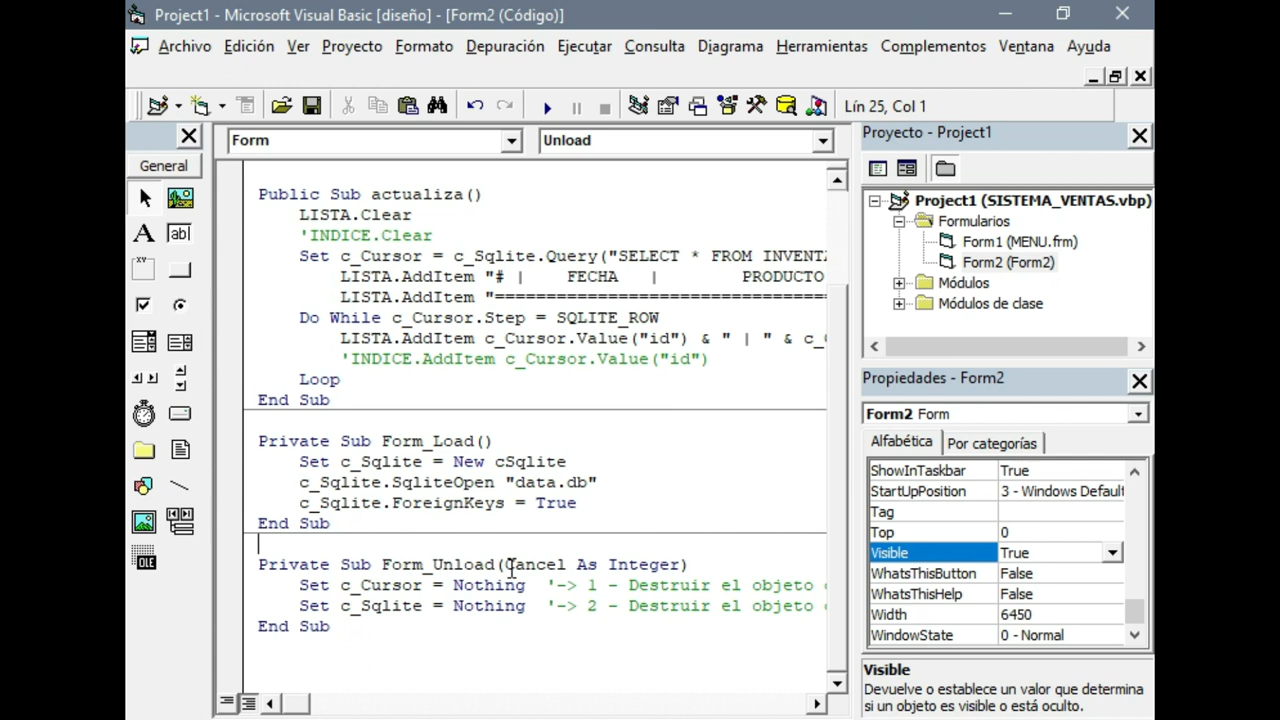 Project1 - Microsoft Visual Basic [diseño] - [Form2 (Código)]
Archivo Edición Ver Proyecto Formato Depuración Ejecutar Consulta Diagrama Herramientas Complementos Ventana Ayuda
Lín 25, Col 1
General
Form
Unload
Public Sub actualiza()
LISTA.Clear
'INDICE.Clear
Set c_Cursor = c_Sqlite.Query("SELECT * FROM INVENTA
LISTA.AddItem "# | FECHA | PRODUCTO
LISTA.AddItem "=================================
Do While c_Cursor.Step = SQLITE_ROW
LISTA.AddItem c_Cursor.Value("id") & " | " & c_C
'INDICE.AddItem c_Cursor.Value("id")
Loop
End Sub
Private Sub Form_Load()
Set c_Sqlite = New cSqlite
c_Sqlite.SqliteOpen "data.db"
c_Sqlite.ForeignKeys = True
End Sub
Private Sub Form_Unload(Cancel As Integer)
Set c_Cursor = Nothing '-> 1 - Destruir el objeto c
Set c_Sqlite = Nothing '-> 2 - Destruir el objeto c
End Sub
Proyecto - Project1
Project1 (SISTEMA_VENTAS.vbp)
Formularios
Form1 (MENU.frm)
Form2 (Form2)
Módulos
Módulos de clase
Propiedades - Form2
Form2 Form
Alfabética Por categorías
ShowInTaskbar True
StartUpPosition 3 - Windows Default
Tag
Top 0
Visible True
WhatsThisButton False
WhatsThisHelp False
Width 6450
WindowState 0 - Normal
Visible
Devuelve o establece un valor que determina
si un objeto es visible o está oculto.